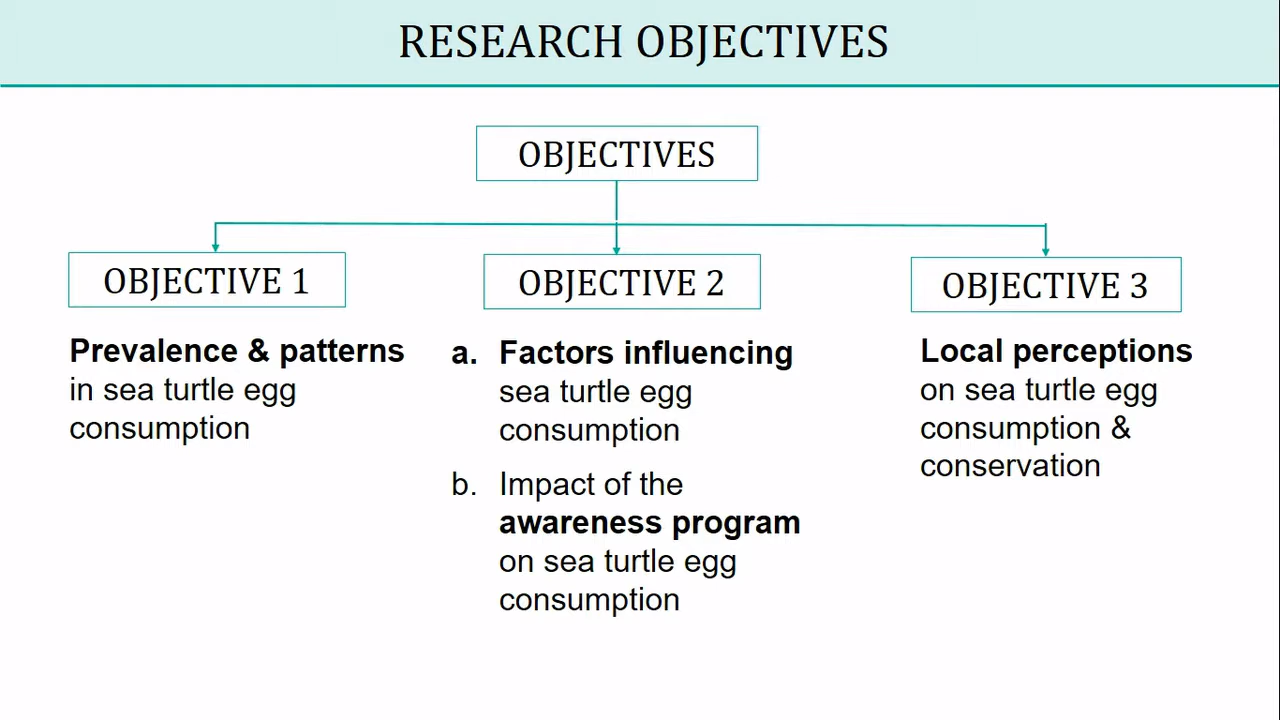 RESEARCH OBJECTIVES
OBJECTIVES
OBJECTIVE 1
Prevalence & patterns
in sea turtle egg
consumption
OBJECTIVE 2
a. Factors influencing
sea turtle egg
consumption
b. Impact of the
awareness program
on sea turtle egg
consumption
OBJECTIVE 3
Local perceptions
on sea turtle egg
consumption &
conservation